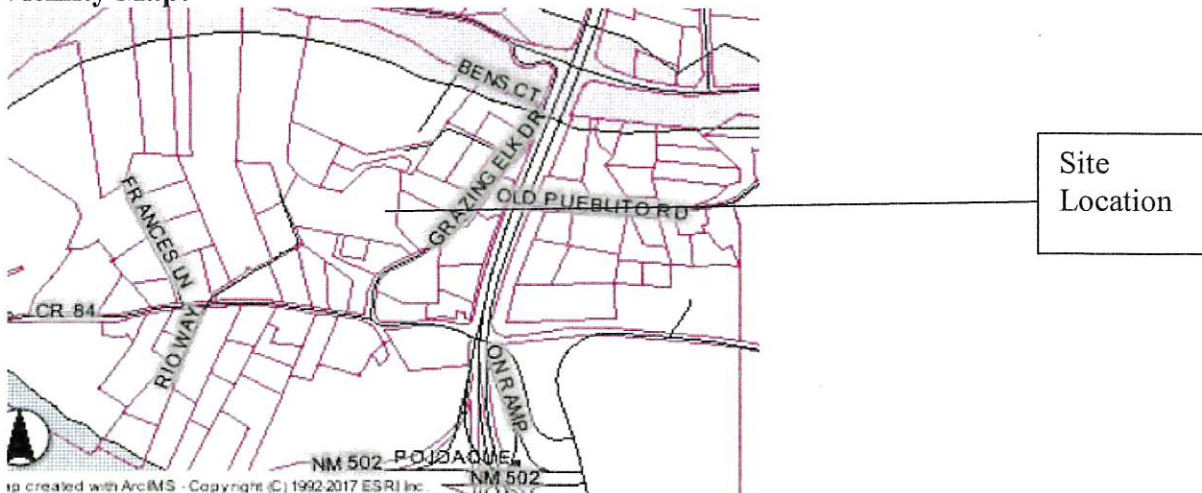 BENS CT
GRAZING ELK DR
OLD PUEBLITO RD
Site
Location
FRANCES LN
CR 84
RIO WAY
ON RAMP
NM 502
POJOAQUE
NM 502
ap created with ArcIMS - Copyright (C) 1992-2017 ESRI Inc.